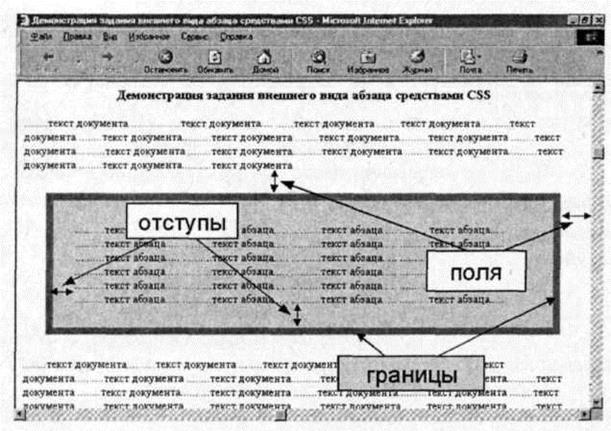 Демонстрация задания внешнего вида абзаца средствами CSS - Microsoft Internet Explorer
Файл Правка Вид Избранное Сервис Справка
Остановить Обновить Домой Поиск Избранное Журнал Почта Печать
Демонстрация задания внешнего вида абзаца средствами CSS
......текст документа............текст документа.......текст документа........текст документа........текст
документа........текст документа........текст документа........текст документа........текст документа........текст
документа........текст документа........текст документа........текст документа........текст документа........текст
документа........текст документа........текст документа
отступы
......текст абзаца........текст абзаца........текст абзаца........текст абзаца......
......текст абзаца........текст абзаца........текст абзаца........текст абзаца......
......текст абзаца........текст абзаца........текст абзаца
......текст абзаца........текст абзаца........текст абзаца
поля
......текст абзаца........текст абзаца........текст абзаца
......текст абзаца........текст абзаца........текст абзаца........текст абзаца......
......текст документа........текст документа........текст документа........текст
границы
документа........текст документа........текст документа........текст
документа........текст документа........текст документа........текст документа........текст документа........текст
документа........текст документа........текст документа........текст документа........текст документа........текст